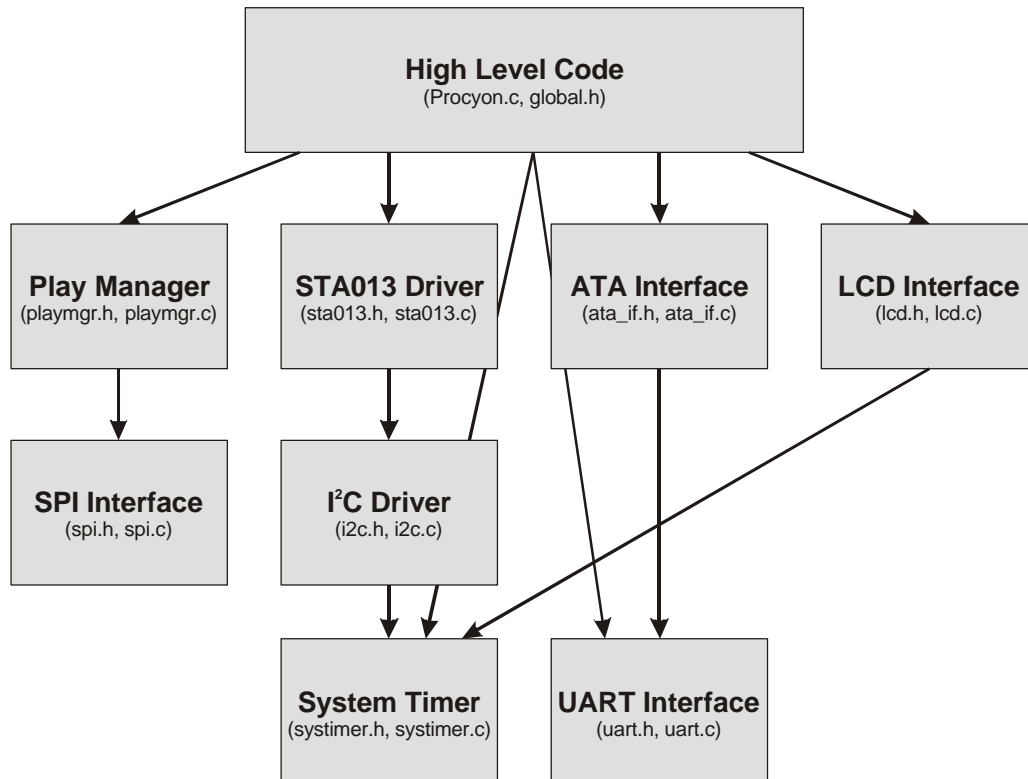 High Level Code
(Procyon.c, global.h)
Play Manager
(playmgr.h, playmgr.c)
STA013 Driver
(sta013.h, sta013.c)
ATA Interface
(ata_if.h, ata_if.c)
LCD Interface
(lcd.h, lcd.c)
SPI Interface
(spi.h, spi.c)
I²C Driver
(i2c.h, i2c.c)
System Timer
(systimer.h, systimer.c)
UART Interface
(uart.h, uart.c)